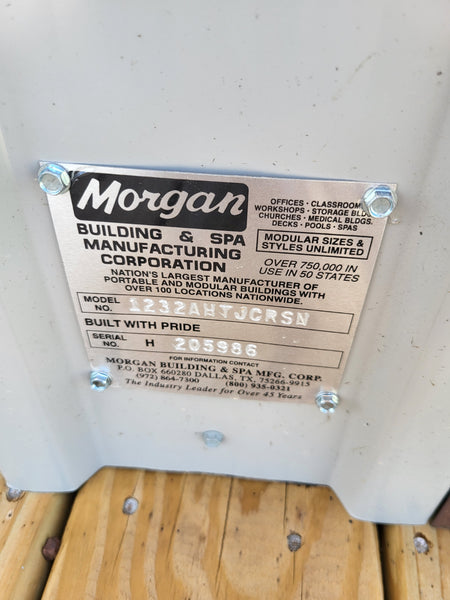 Morgan
OFFICES · CLASSROOM
WORKSHOPS · STORAGE BLD
CHURCHES · MEDICAL BLDGS.
DECKS · POOLS · SPAS
BUILDING & SPA
MANUFACTURING
CORPORATION
MODULAR SIZES &
STYLES UNLIMITED
OVER 750,000 IN
USE IN 50 STATES
NATION'S LARGEST MANUFACTURER OF
PORTABLE AND MODULAR BUILDINGS WITH
OVER 100 LOCATIONS NATIONWIDE.
MODEL NO. 1232AHTJCRSN
BUILT WITH PRIDE
SERIAL NO. H 205986
FOR INFORMATION CONTACT
MORGAN BUILDING & SPA MFG. CORP.
P.O. BOX 660280 DALLAS, TX, 75266-9915
(972) 864-7300 (800) 935-0321
The Industry Leader for Over 45 Years